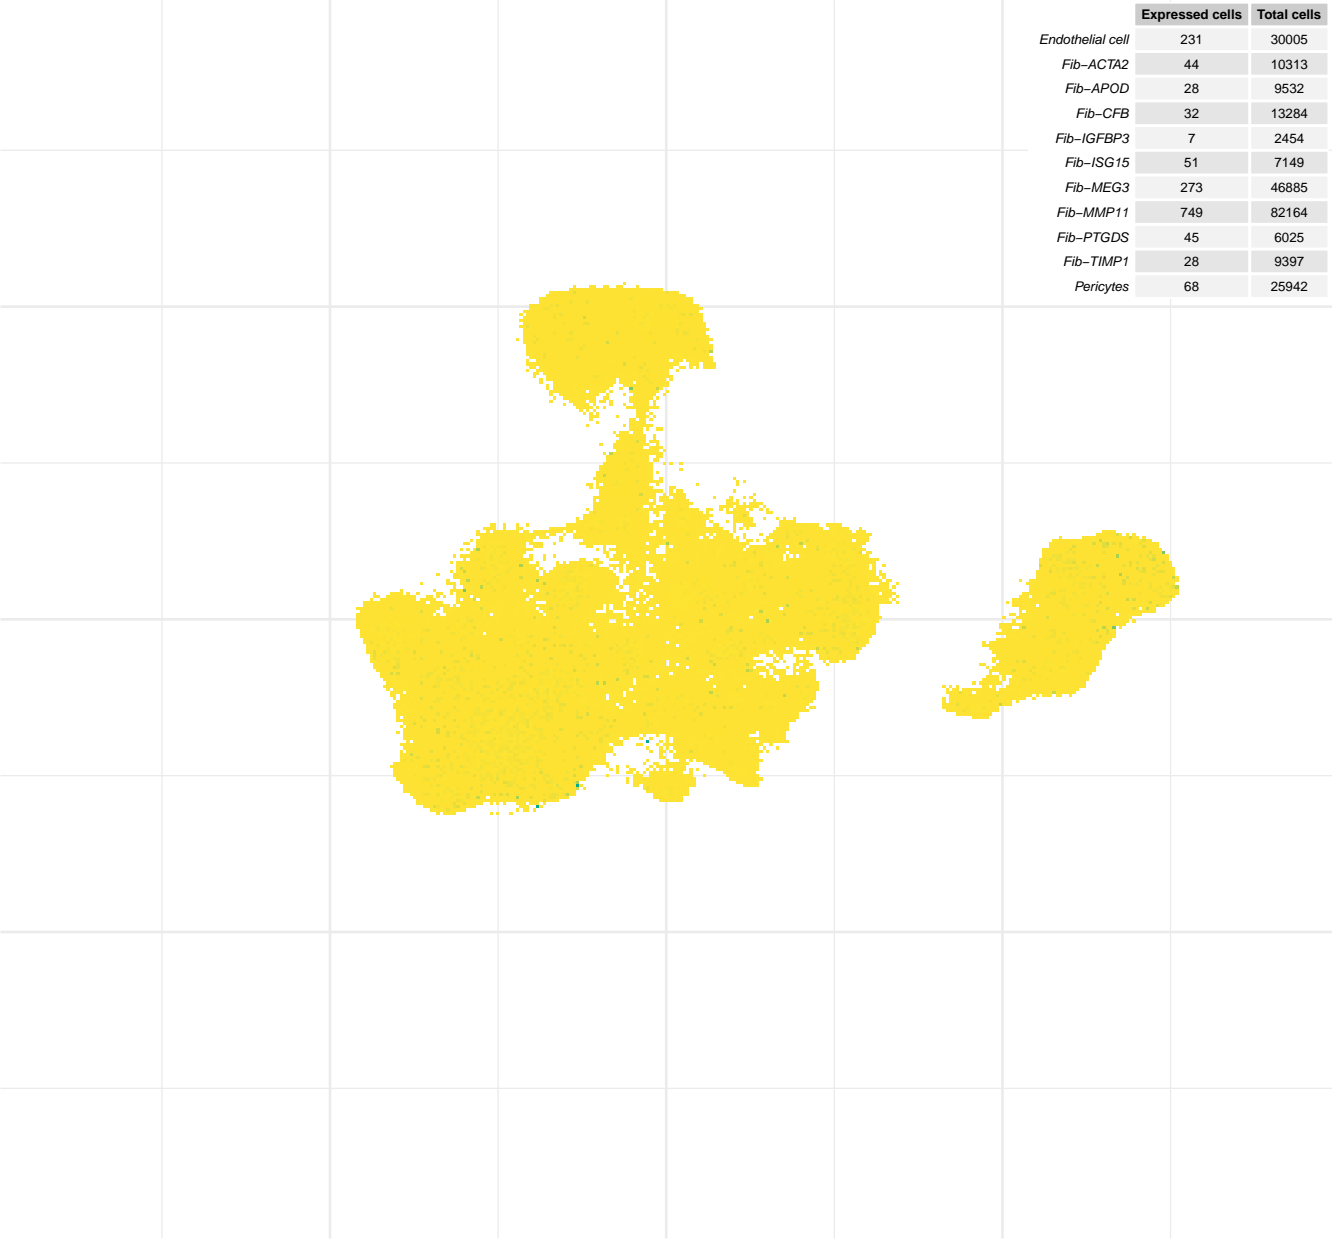 Expressed cells Total cells
Endothelial cell 231 30005
Fib−ACTA2 44 10313
Fib−APOD 28 9532
Fib−CFB 32 13284
Fib−IGFBP3 7 2454
Fib−ISG15 51 7149
Fib−MEG3 273 46885
Fib−MMP11 749 82164
Fib−PTGDS 45 6025
Fib−TIMP1 28 9397
Pericytes 68 25942